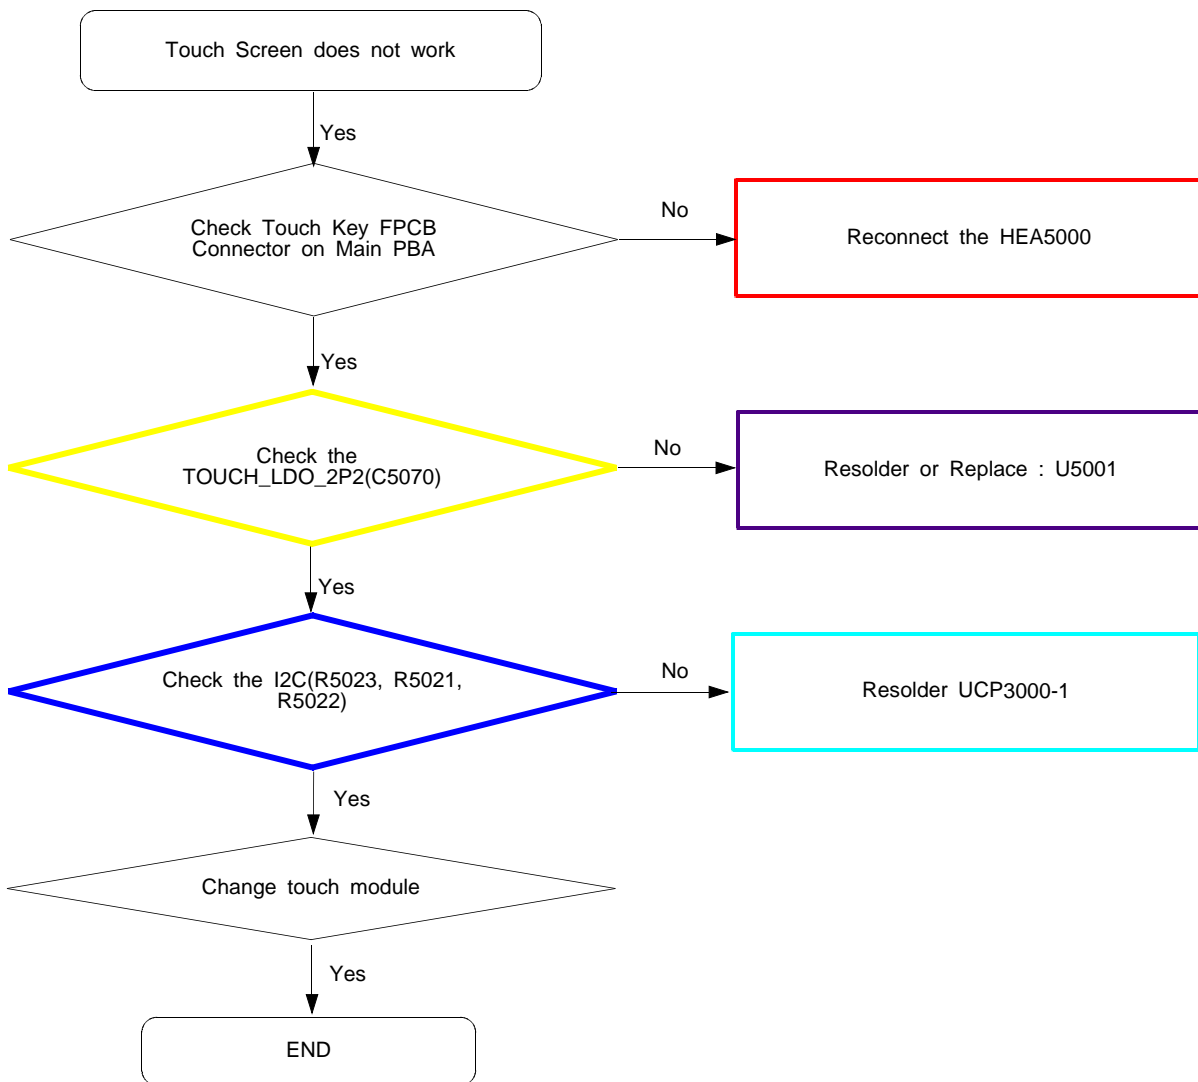 Touch Screen does not work
Yes
Check Touch Key FPCB
Connector on Main PBA
No
Reconnect the HEA5000
Yes
Check the
TOUCH_LDO_2P2(C5070)
No
Resolder or Replace : U5001
Yes
Check the I2C(R5023, R5021,
R5022)
No
Resolder UCP3000-1
Yes
Change touch module
Yes
END